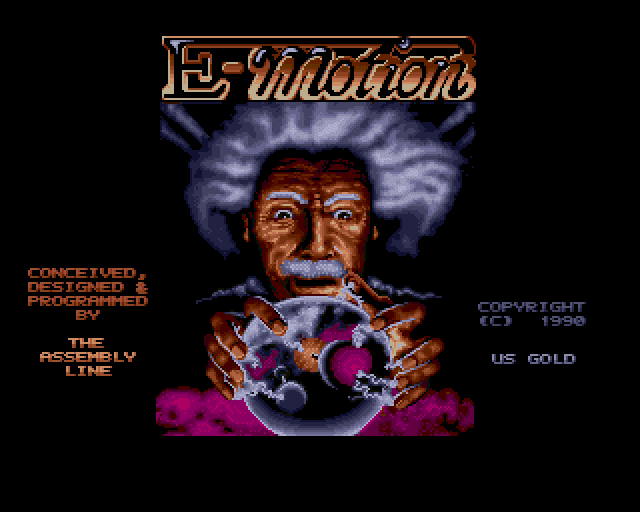 E-Motion
CONCEIVED,
DESIGNED &
PROGRAMMED
BY
THE
ASSEMBLY
LINE
COPYRIGHT
(C) 1990
US GOLD